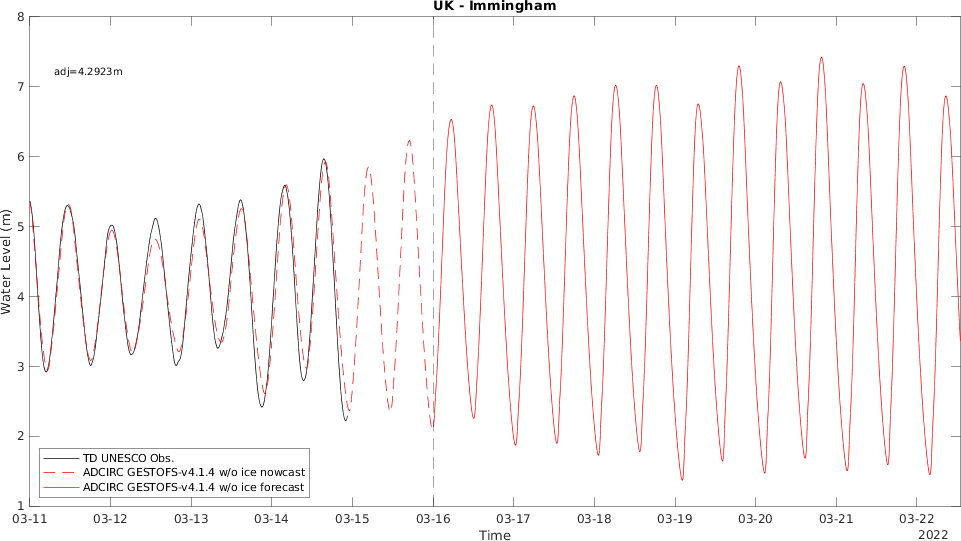 UK - Immingham
8
adj=4.2923m
7
6
5
4
3
2
1
Water Level (m)
TD UNESCO Obs.
ADCIRC GESTOFS-v4.1.4 w/o ice nowcast
ADCIRC GESTOFS-v4.1.4 w/o ice forecast
03-11 03-12 03-13 03-14 03-15 03-16 03-17 03-18 03-19 03-20 03-21 03-22
Time
2022